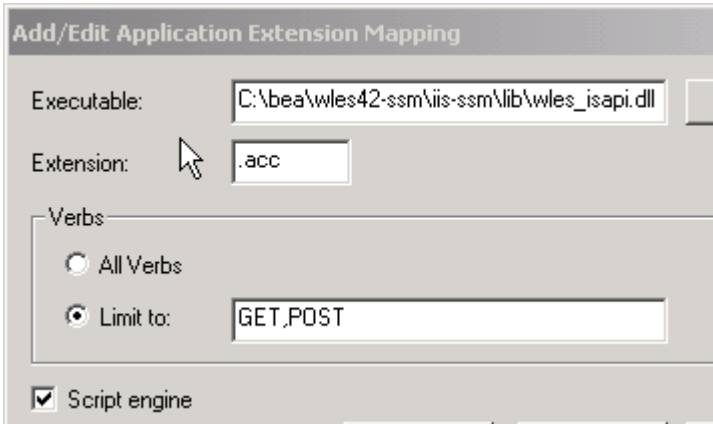 Add/Edit Application Extension Mapping
Executable: C:\bea\wles42-ssm\iis-ssm\lib\wles_isapi.dll
Extension: .acc
Verbs
All Verbs
Limit to: GET,POST
Script engine